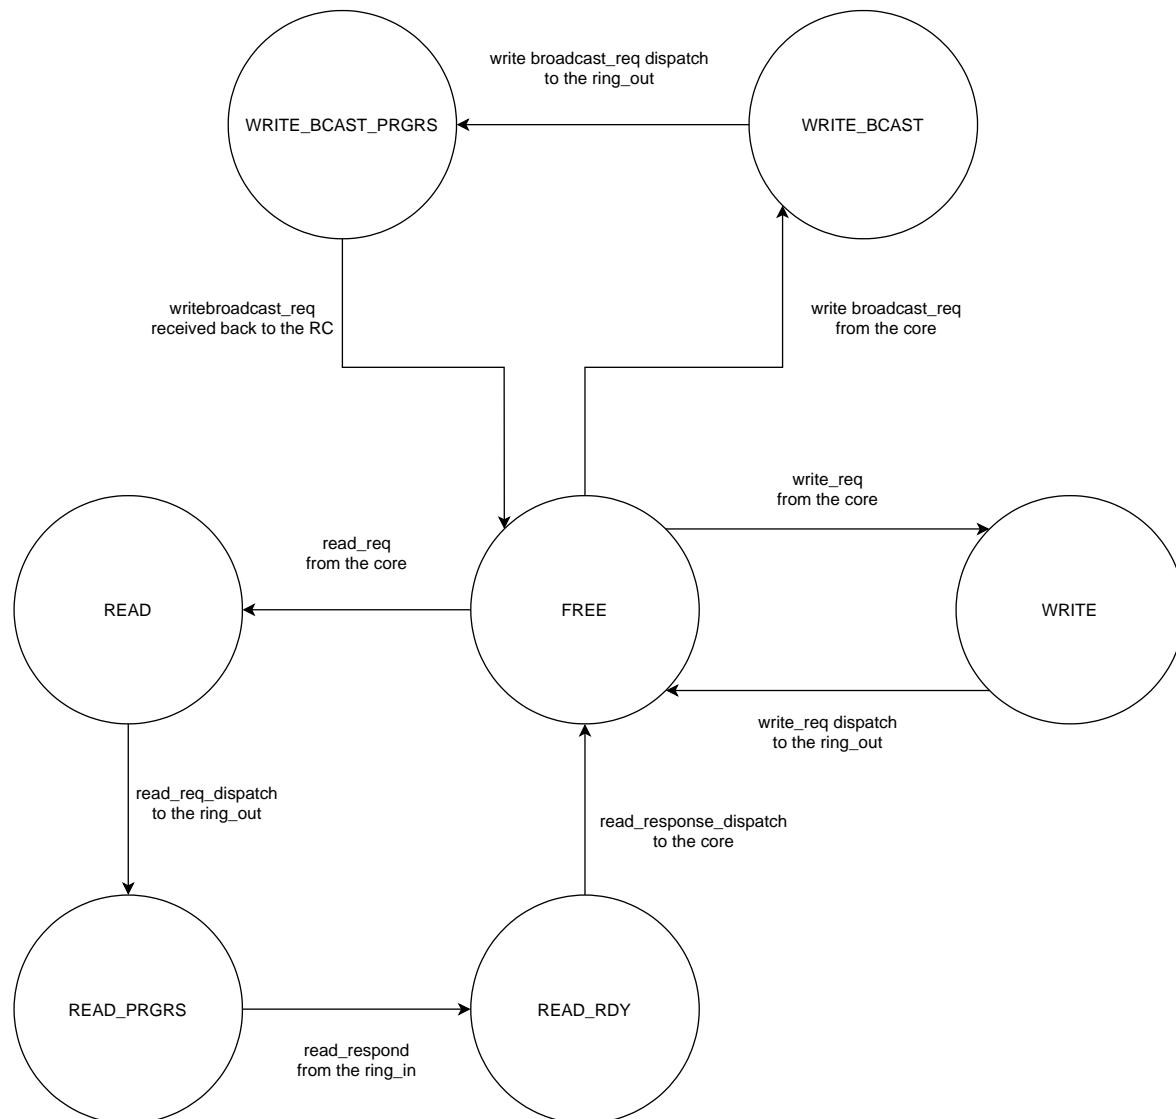 write broadcast_req dispatch
to the ring_out
WRITE_BCAST_PRGRS
WRITE_BCAST
writebroadcast_req
received back to the RC
write broadcast_req
from the core
write_req
from the core
read_req
from the core
READ
FREE
WRITE
write_req dispatch
to the ring_out
read_req_dispatch
to the ring_out
read_response_dispatch
to the core
READ_PRGRS
READ_RDY
read_respond
from the ring_in